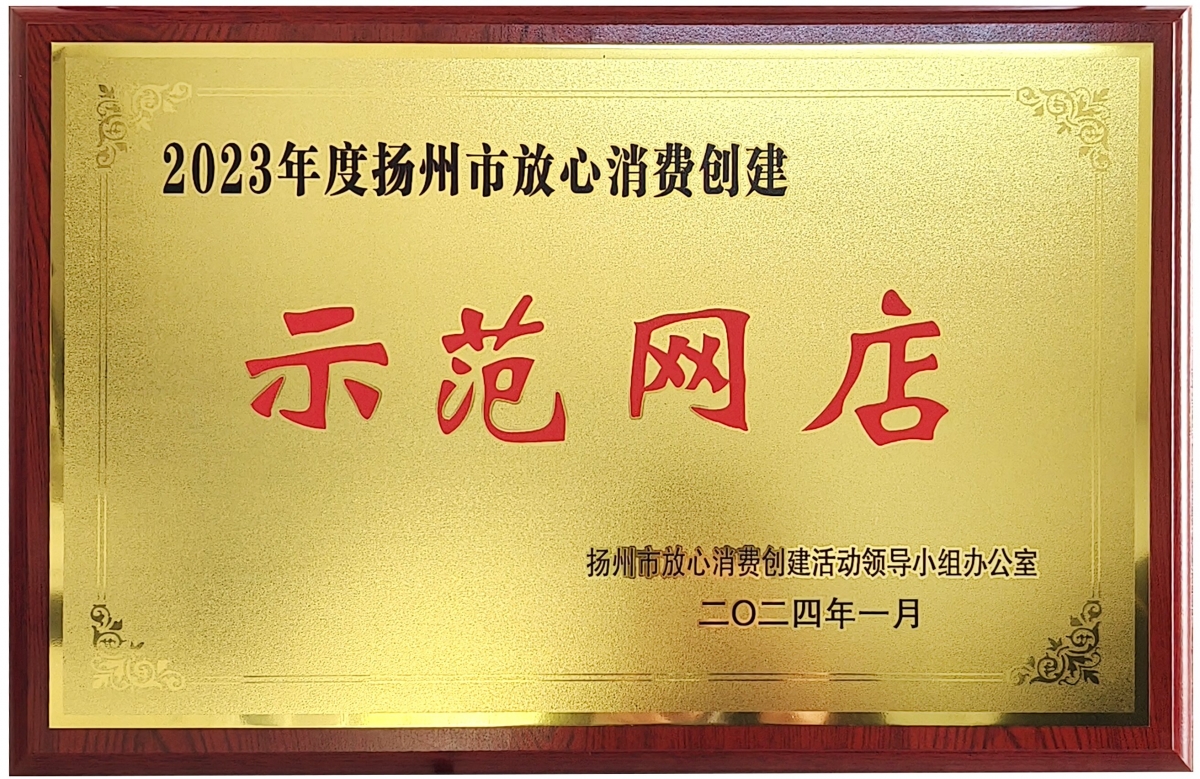 2023年度扬州市放心消费创建
示范网店
扬州市放心消费创建活动领导小组办公室
二〇二四年一月